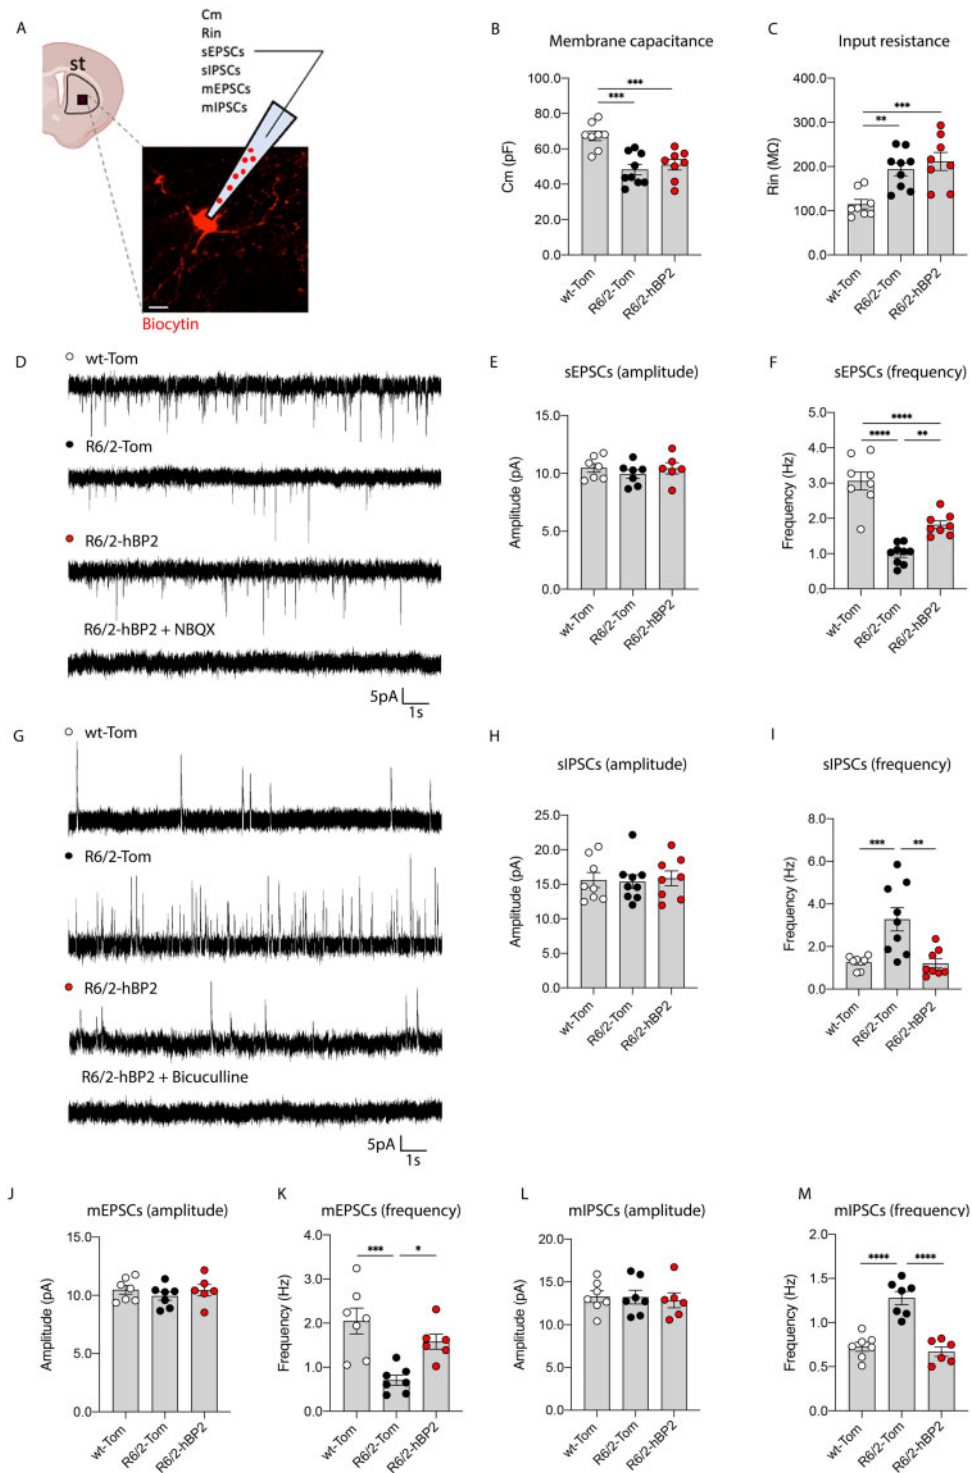 A
Cm
Rin
sEPSCs
sIPSCs
mEPSCs
mIPSCs
st
Biocytin
B
Membrane capacitance
***
***
100.0
80.0
60.0
40.0
20.0
0.0
Cm (pF)
wt-Tom
R6/2-Tom
R6/2-hBP2
C
Input resistance
***
**
400.0
300.0
200.0
100.0
0.0
Rin (MΩ)
wt-Tom
R6/2-Tom
R6/2-hBP2
D
wt-Tom
R6/2-Tom
R6/2-hBP2
R6/2-hBP2 + NBQX
5pA
1s
E
sEPSCs (amplitude)
15.0
10.0
5.0
0.0
Amplitude (pA)
wt-Tom
R6/2-Tom
R6/2-hBP2
F
sEPSCs (frequency)
****
**** **
5.0
4.0
3.0
2.0
1.0
0.0
Frequency (Hz)
wt-Tom
R6/2-Tom
R6/2-hBP2
G
wt-Tom
R6/2-Tom
R6/2-hBP2
R6/2-hBP2 + Bicuculline
5pA
1s
H
sIPSCs (amplitude)
25.0
20.0
15.0
10.0
5.0
0.0
Amplitude (pA)
wt-Tom
R6/2-Tom
R6/2-hBP2
I
sIPSCs (frequency)
*** **
8.0
6.0
4.0
2.0
0.0
Frequency (Hz)
wt-Tom
R6/2-Tom
R6/2-hBP2
J
mEPSCs (amplitude)
15.0
10.0
5.0
0.0
Amplitude (pA)
wt-Tom
R6/2-Tom
R6/2-hBP2
K
mEPSCs (frequency)
*** *
4.0
3.0
2.0
1.0
0.0
Frequency (Hz)
wt-Tom
R6/2-Tom
R6/2-hBP2
L
mIPSCs (amplitude)
20.0
15.0
10.0
5.0
0.0
Amplitude (pA)
wt-Tom
R6/2-Tom
R6/2-hBP2
M
mIPSCs (frequency)
**** ****
2.0
1.5
1.0
0.5
0.0
Frequency (Hz)
wt-Tom
R6/2-Tom
R6/2-hBP2